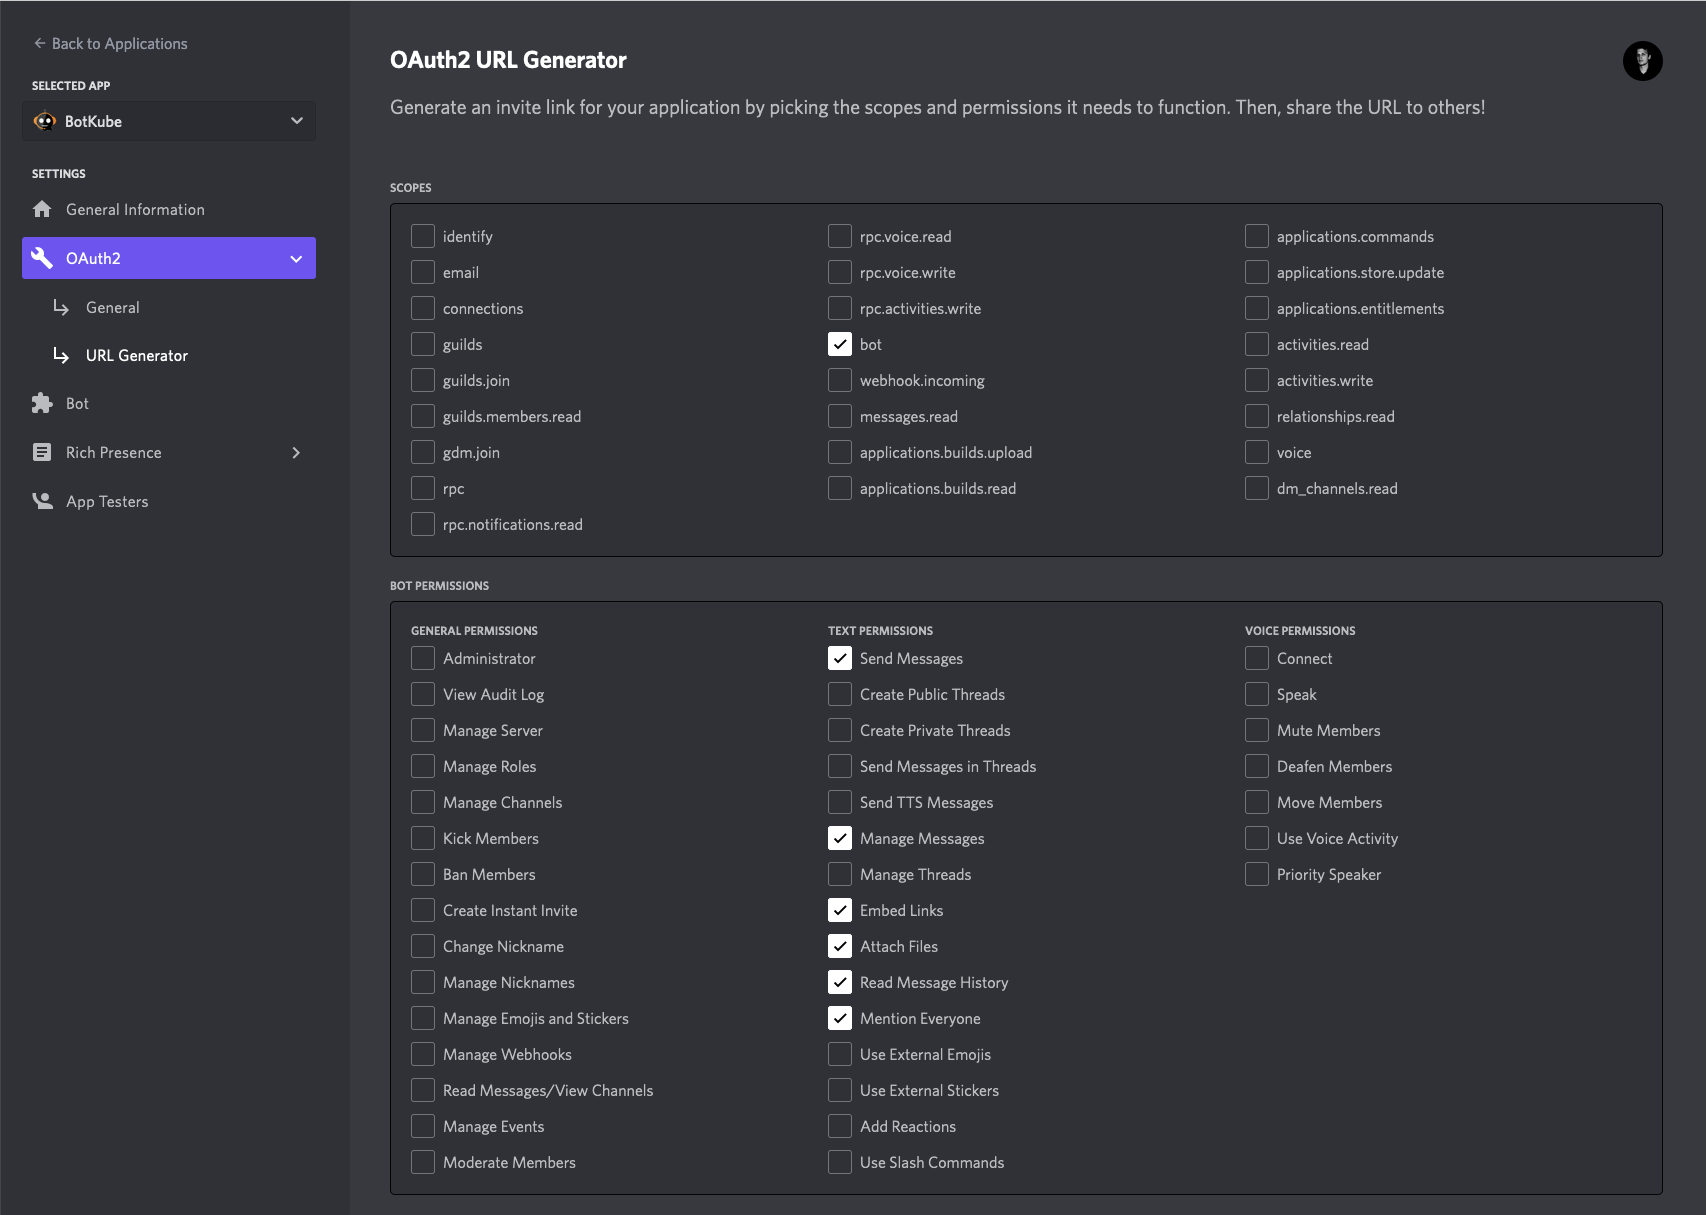 ← Back to Applications
SELECTED APP
BotKube
SETTINGS
General Information
OAuth2
General
URL Generator
Bot
Rich Presence
App Testers
OAuth2 URL Generator
Generate an invite link for your application by picking the scopes and permissions it needs to function. Then, share the URL to others!
SCOPES
identify
email
connections
guilds
guilds.join
guilds.members.read
gdm.join
rpc
rpc.notifications.read
rpc.voice.read
rpc.voice.write
rpc.activities.write
bot
webhook.incoming
messages.read
applications.builds.upload
applications.builds.read
applications.commands
applications.store.update
applications.entitlements
activities.read
activities.write
relationships.read
voice
dm_channels.read
BOT PERMISSIONS
GENERAL PERMISSIONS
Administrator
View Audit Log
Manage Server
Manage Roles
Manage Channels
Kick Members
Ban Members
Create Instant Invite
Change Nickname
Manage Nicknames
Manage Emojis and Stickers
Manage Webhooks
Read Messages/View Channels
Manage Events
Moderate Members
TEXT PERMISSIONS
Send Messages
Create Public Threads
Create Private Threads
Send Messages in Threads
Send TTS Messages
Manage Messages
Manage Threads
Embed Links
Attach Files
Read Message History
Mention Everyone
Use External Emojis
Use External Stickers
Add Reactions
Use Slash Commands
VOICE PERMISSIONS
Connect
Speak
Mute Members
Deafen Members
Move Members
Use Voice Activity
Priority Speaker